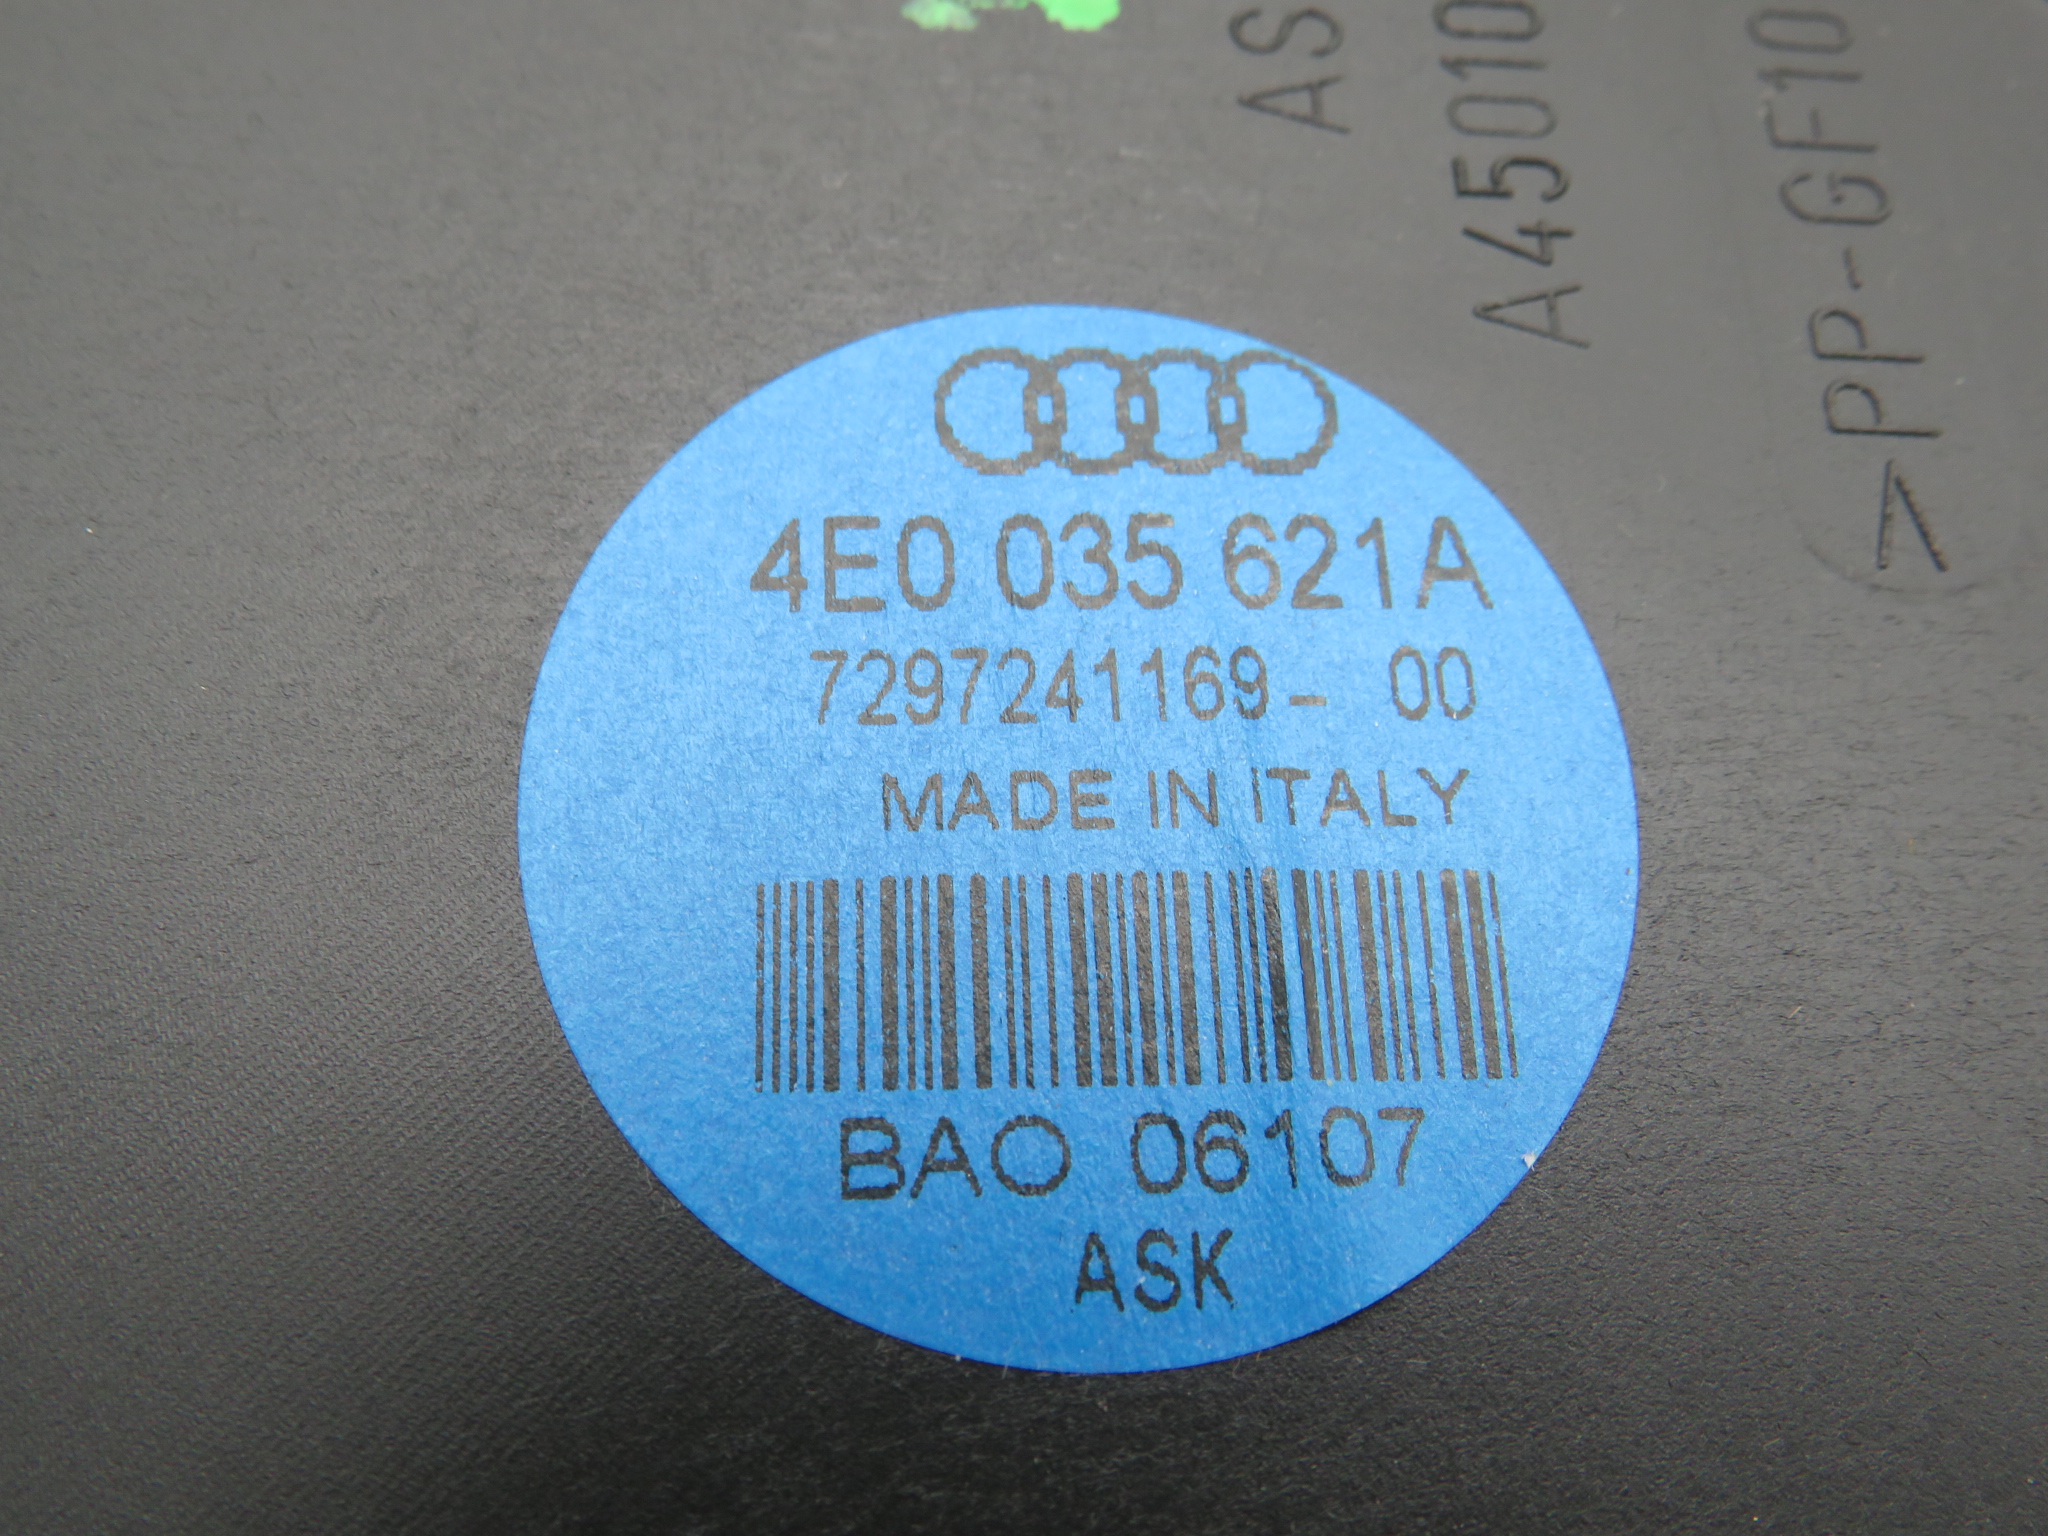 AS
A45010
>PP-GF10
4E0 035 621A
7297241169- 00
MADE IN ITALY
BAO 06107
ASK